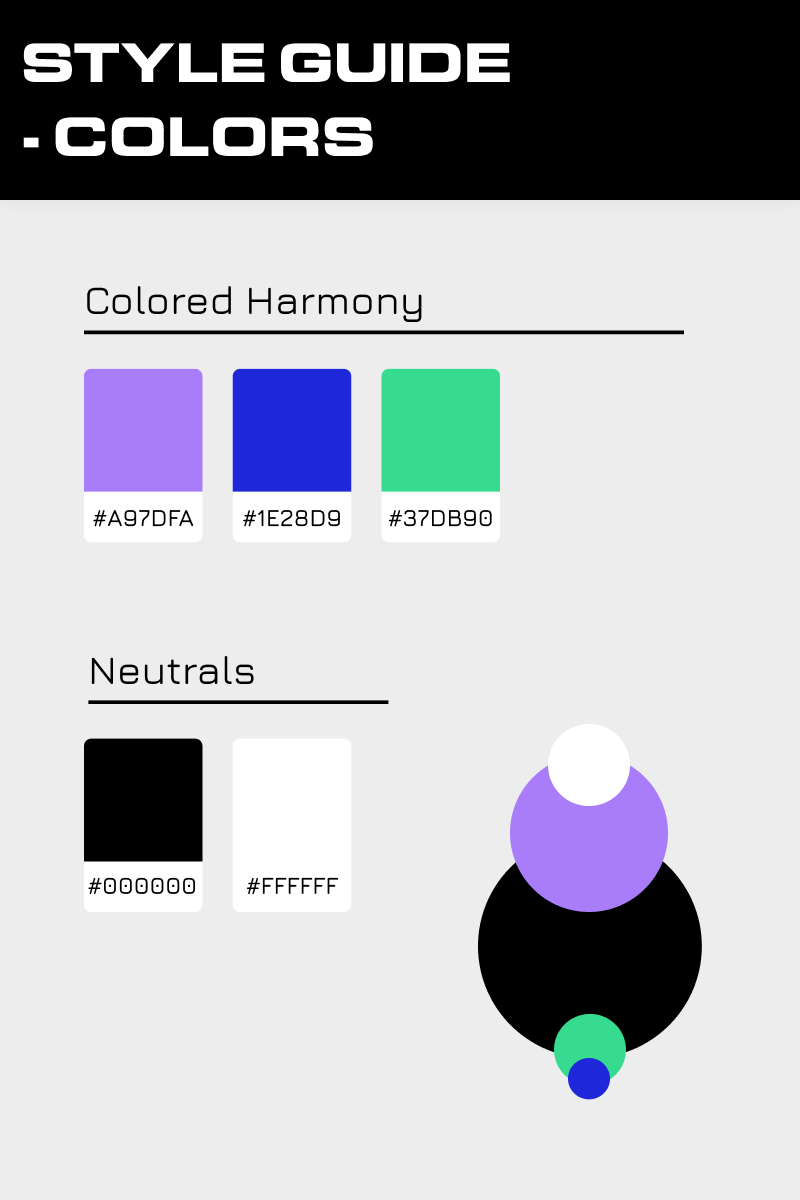 STYLE GUIDE
- COLORS
Colored Harmony
#A97DFA #1E28D9 #37DB90
Neutrals
#000000 #FFFFFF